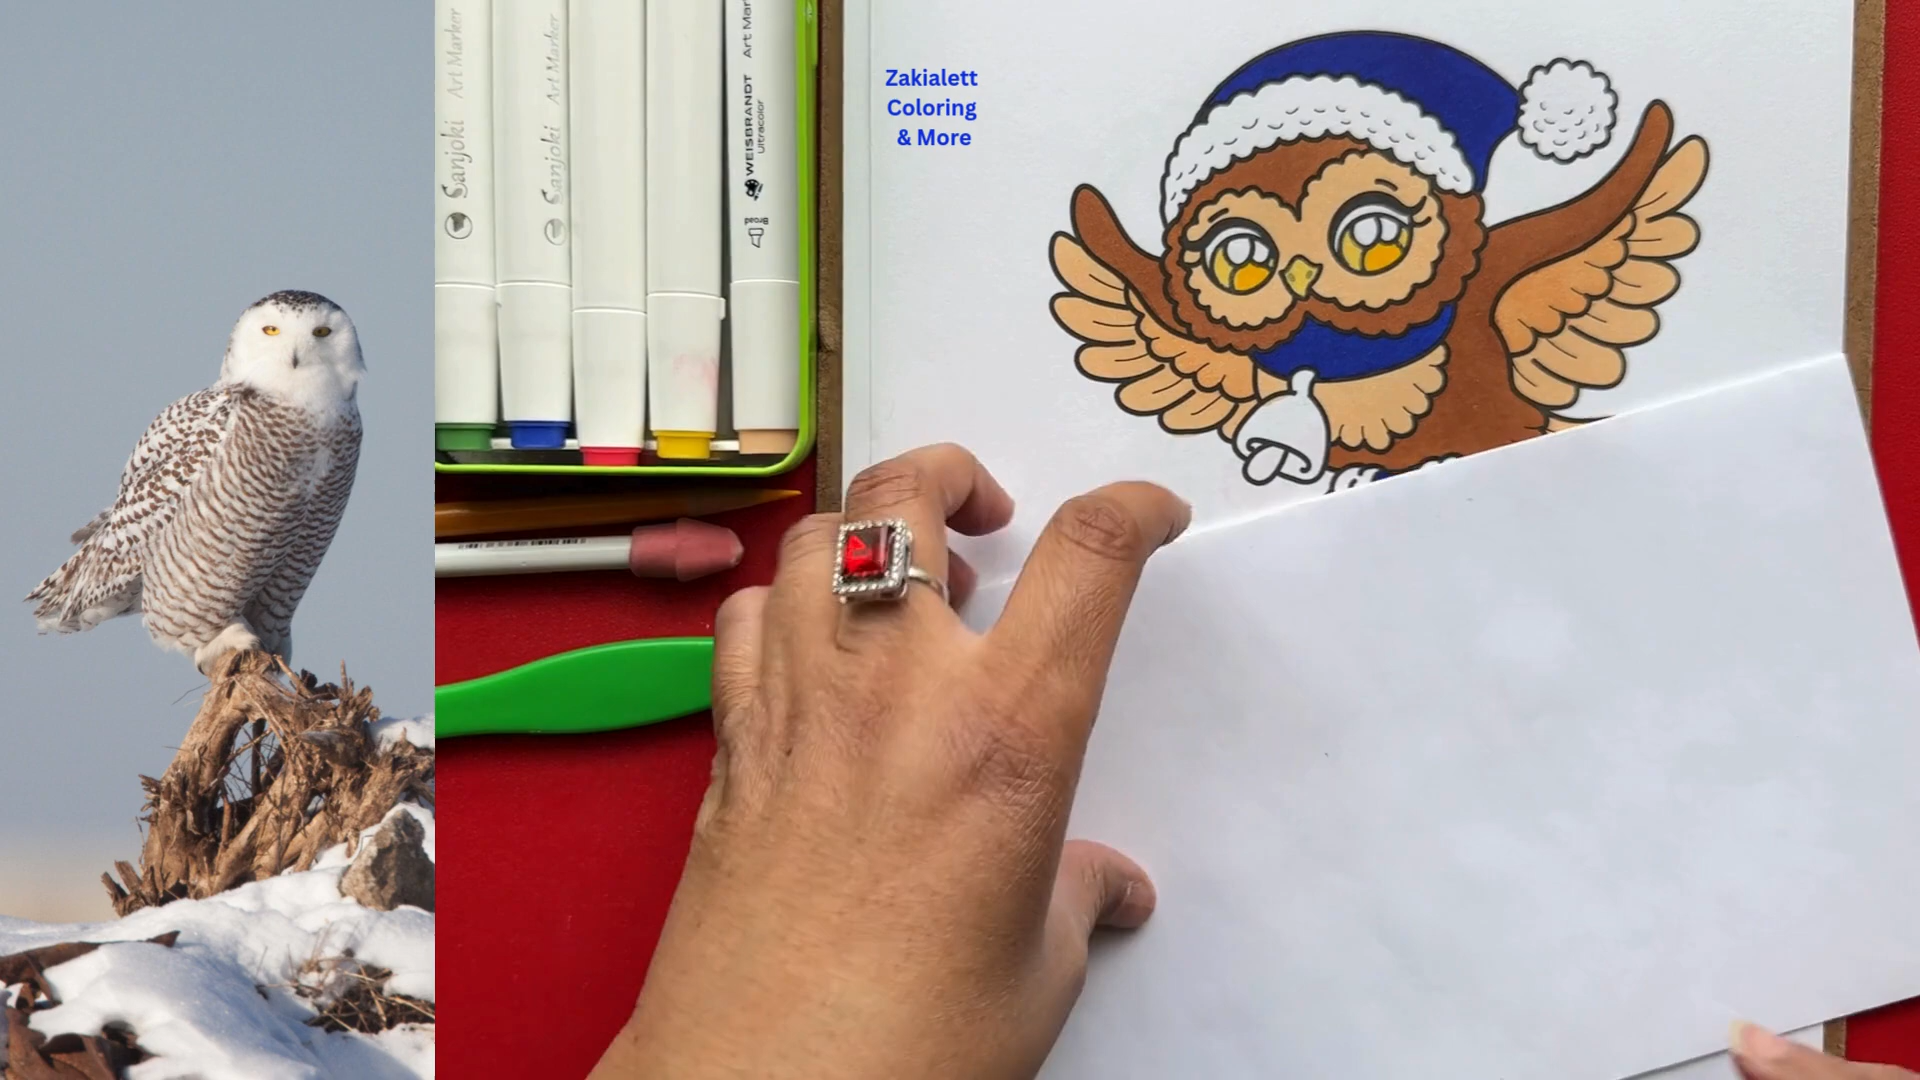 Sanjoki Art Marker
Sanjoki Art Marker
WEISBRANDT Art Mar
Ultracolor
Broad
Zakialett
Coloring
& More